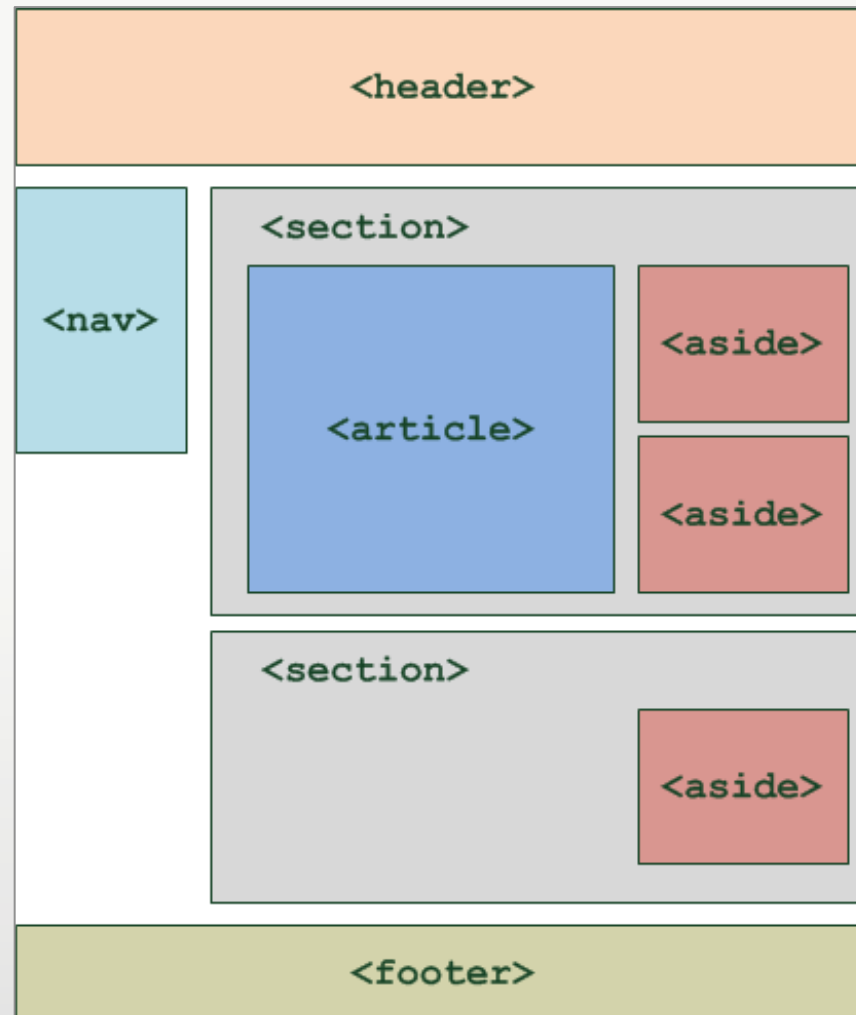 <header>
<nav>
<section>
<article>
<aside>
<aside>
<section>
<aside>
<footer>